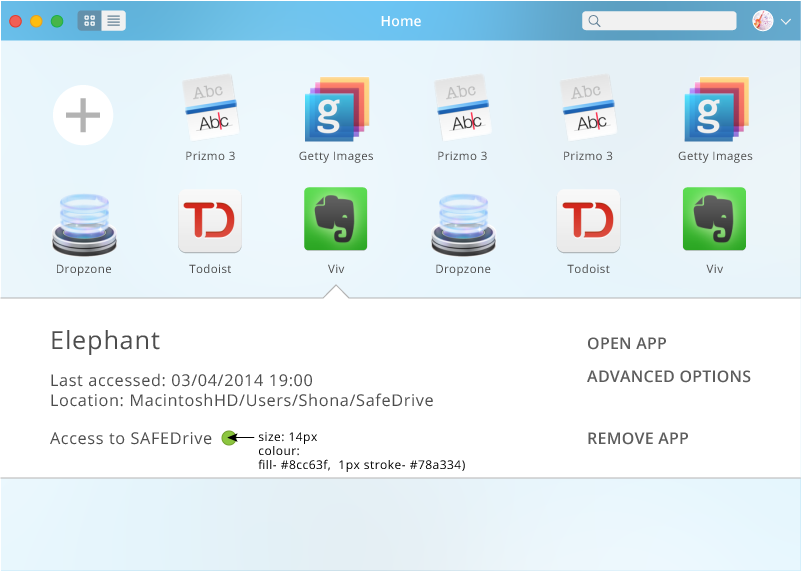 Home
Abc
Abc
g
Abc
Abc
Abc
Abc
g
Prizmo 3
Getty Images
Prizmo 3
Prizmo 3
Getty Images
TD
TD
Dropzone
Todoist
Viv
Dropzone
Todoist
Viv
Elephant
OPEN APP
Last accessed: 03/04/2014 19:00
ADVANCED OPTIONS
Location: MacintoshHD/Users/Shona/SafeDrive
Access to SAFEDrive
size: 14px
colour:
fill- #8cc63f, 1px stroke- #78a334)
REMOVE APP